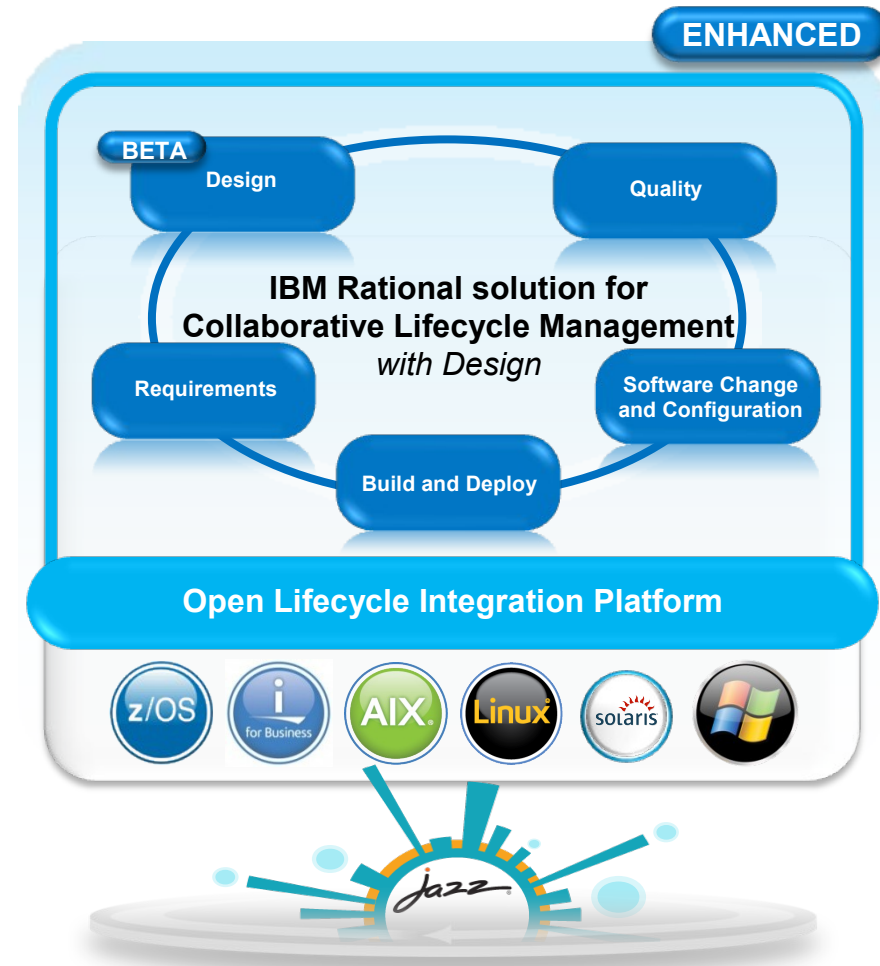 ENHANCED
BETA
Design
Quality
IBM Rational solution for
Collaborative Lifecycle Management
with Design
Requirements
Software Change
and Configuration
Build and Deploy
Open Lifecycle Integration Platform
z/OS
i
for Business
AIX
Linux
solaris
jazz